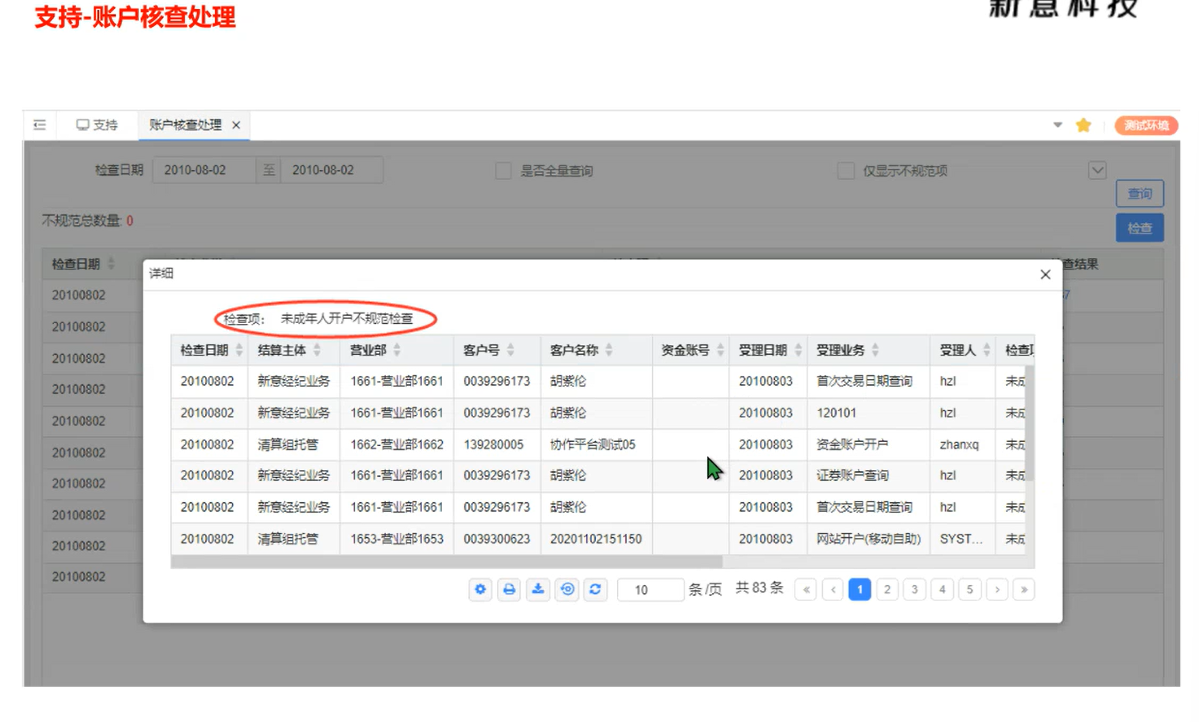 支持-账户核查处理
新意科技
支持
账户核查处理 ×
测试环境
检查日期 2010-08-02 至 2010-08-02 是否全量查询 仅显示不规范项
查询
不规范总数量: 0
检查
检查日期
查结果
详细
检查项: 未成年人开户不规范检查
检查日期 结算主体 营业部 客户号 客户名称 资金账号 受理日期 受理业务 受理人 检查项
20100802 新意经纪业务 1661-营业部1661 0039296173 胡紫伦 20100803 首次交易日期查询 hzl 未成
20100802 新意经纪业务 1661-营业部1661 0039296173 胡紫伦 20100803 120101 hzl 未成
20100802 清算组托管 1662-营业部1662 139280005 协作平台测试05 20100803 资金账户开户 zhanxq 未成
20100802 新意经纪业务 1661-营业部1661 0039296173 胡紫伦 20100803 证券账户查询 hzl 未成
20100802 新意经纪业务 1661-营业部1661 0039296173 胡紫伦 20100803 首次交易日期查询 hzl 未成
20100802 清算组托管 1653-营业部1653 0039300623 20201102151150 20100803 网站开户(移动自助) SYST... 未成
10 条/页 共 83 条 « ‹ 1 2 3 4 5 › »
20100802
20100802
20100802
20100802
20100802
20100802
20100802
20100802
20100802
20100802